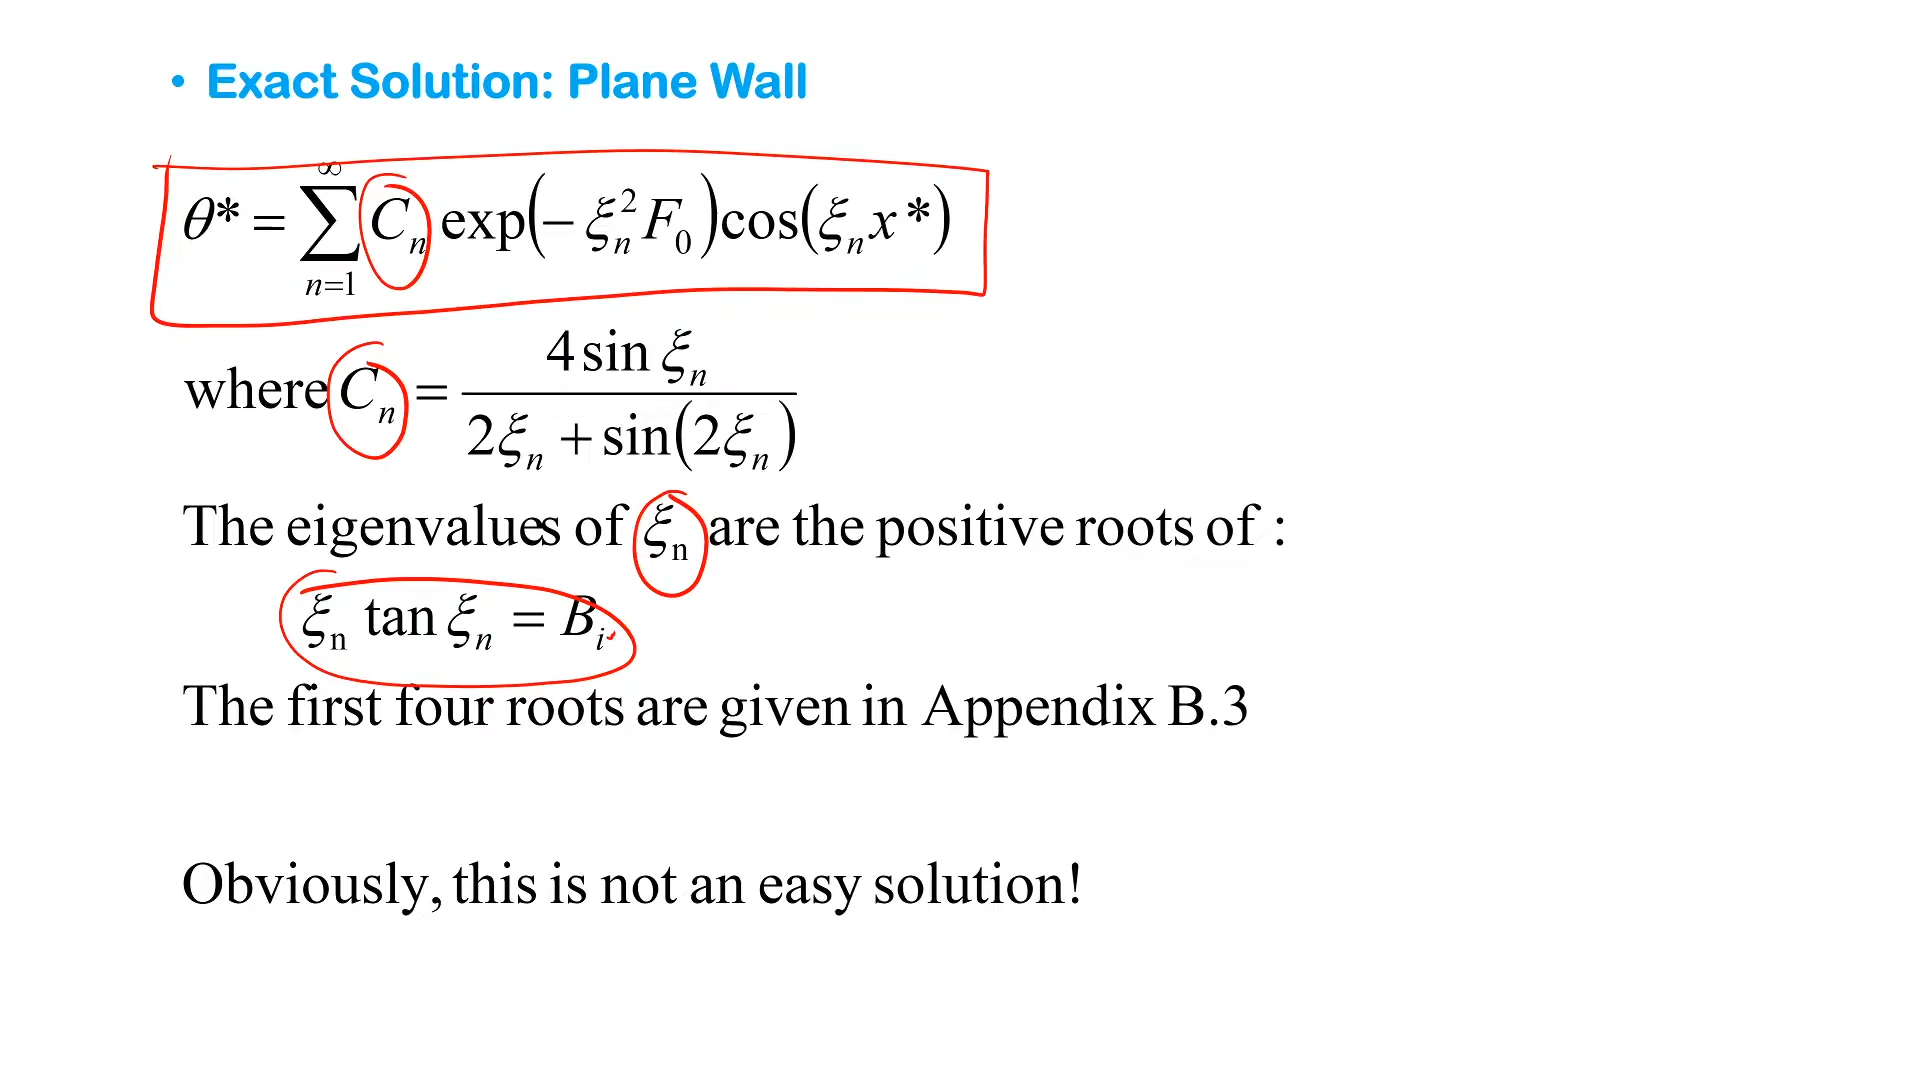 • Exact Solution: Plane Wall
θ* = ∑_{n=1}^{∞} C_n exp(− ξ_n^2 F_0) cos(ξ_n x*)
where C_n = \frac{4 sin ξ_n}{2ξ_n + sin(2ξ_n)}
The eigenvalues of ξ_n are the positive roots of :
ξ_n tan ξ_n = B_i
The first four roots are given in Appendix B.3
Obviously, this is not an easy solution!